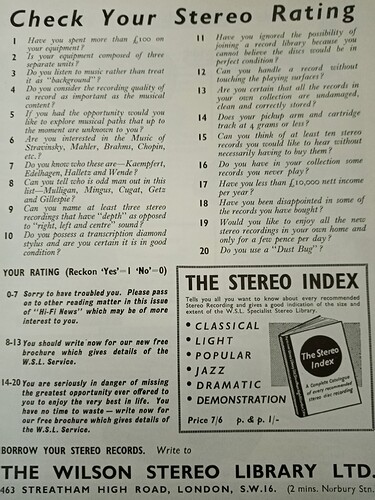 Check Your Stereo Rating
1 Have you spent more than £100 on
your equipment?
2 Is your equipment composed of three
separate units?
3 Do you listen to music rather than treat
it as "background"?
4 Do you consider the recording quality of
a record as important as the musical
content?
5 If you had the opportunity would you
like to explore musical paths that up to
the moment are unknown to you?
6 Are you interested in the Music of
Stravinsky, Mahler, Brahms, Chopin,
etc.?
7 Do you know who these are—Kaempfert,
Edelhagen, Halletz and Wende?
8 Can you tell who is odd man out in this
list—Mulligan, Mingus, Cugat, Getz
and Gillespie?
9 Can you name at least three stereo
recordings that have "depth" as opposed
to "right, left and centre" sound?
10 Do you possess a transcription diamond
stylus and are you certain it is in good
condition?
11 Have you ignored the possibility of
joining a record library because you
cannot believe the discs would be in
perfect condition?
12 Can you handle a record without
touching the playing surfaces?
13 Are you certain that all the records in
your own collection are undamaged,
clean and correctly stored?
14 Does your pickup arm and cartridge
track at 4 grams or less?
15 Can you think of at least ten stereo
records you would like to hear without
necessarily having to buy them?
16 Do you have in your collection some
records you never play?
17 Have you less than £10,000 nett income
per year?
18 Have you been disappointed in some of
the records you have bought?
19 Would you like to enjoy all the new
stereo recordings in your own home and
only for a few pence per day?
20 Do you use a "Dust Bug"?
YOUR RATING (Reckon 'Yes'=1 'No'=0)
0-7 Sorry to have troubled you. Please pass
on to other reading matter in this issue
of "Hi-Fi News" which may be of more
interest to you.
8-13 You should write now for our new free
brochure which gives details of the
W.S.L. Service.
14-20 You are seriously in danger of missing
the greatest opportunity ever offered to
you to enjoy the very best in life. You
have no time to waste — write now for
our free brochure which gives details of
the W.S.L. Service.
THE STEREO INDEX
Tells you all you want to know about every recommended
Stereo Recording and gives a good indication of the size and
extent of the W.S.L. Specialist Stereo Library.
• CLASSICAL
• LIGHT
• POPULAR
• JAZZ
• DRAMATIC
• DEMONSTRATION
Price 7/6 p. & p. 1/-
The Stereo
Index
A Complete Catalogue
of every recommended
stereo disc recording
BORROW YOUR STEREO RECORDS. Write to
THE WILSON STEREO LIBRARY LTD.
463 STREATHAM HIGH ROAD, LONDON, S.W.16. (2 mins. Norbury Stn.